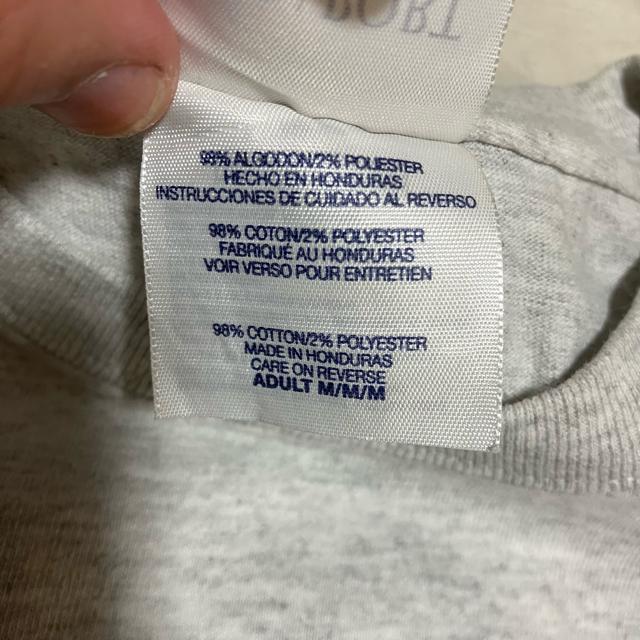 98% ALGODON/2% POLIESTER
HECHO EN HONDURAS
INSTRUCCIONES DE CUIDADO AL REVERSO
98% COTON/2% POLYESTER
FABRIQUÉ AU HONDURAS
VOIR VERSO POUR ENTRETIEN
98% COTTON/2% POLYESTER
MADE IN HONDURAS
CARE ON REVERSE
ADULT M/M/M